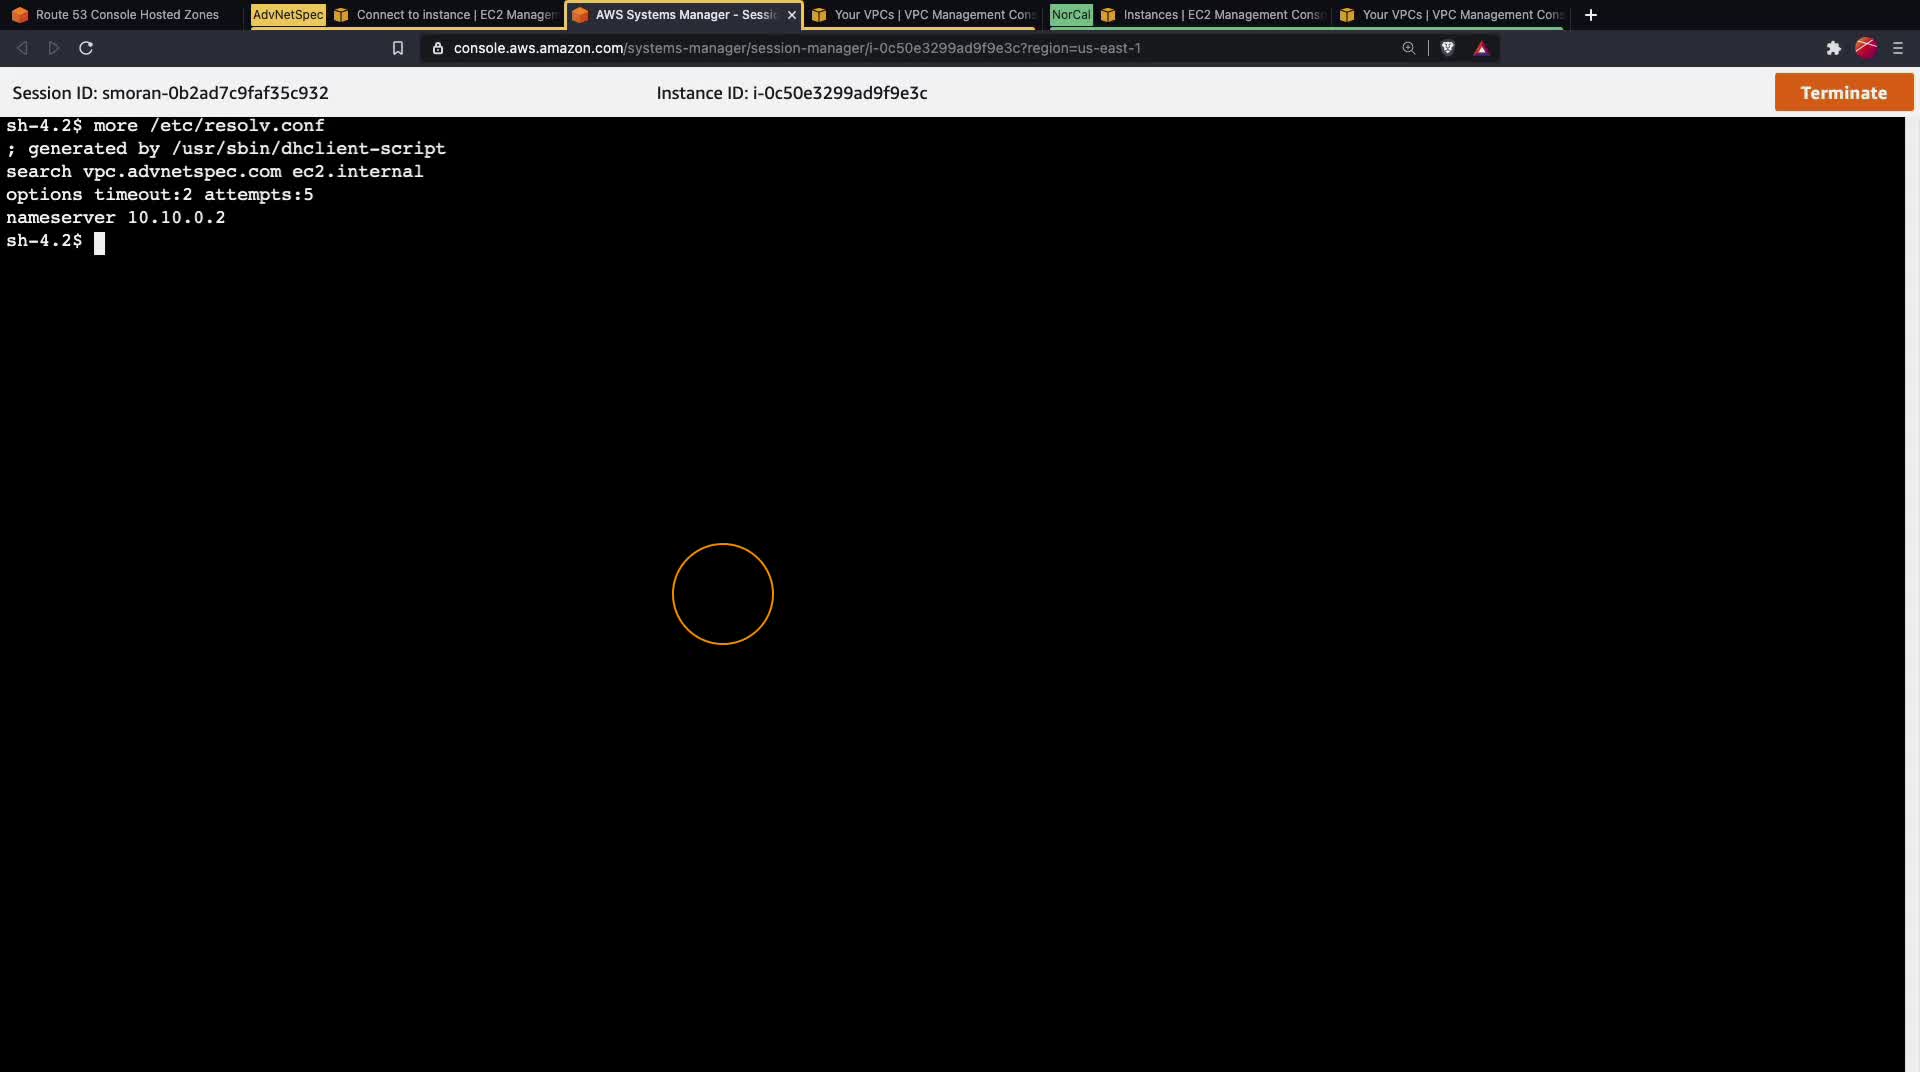 Route 53 Console Hosted Zones
AdvNetSpec
Connect to instance | EC2 Managem
AWS Systems Manager - Sessi
Your VPCs | VPC Management Con
NorCal
Instances | EC2 Management Conso
Your VPCs | VPC Management Con
console.aws.amazon.com/systems-manager/session-manager/i-0c50e3299ad9f9e3c?region=us-east-1
Session ID: smoran-0b2ad7c9faf35c932
Instance ID: i-0c50e3299ad9f9e3c
Terminate
sh-4.2$ more /etc/resolv.conf
; generated by /usr/sbin/dhclient-script
search vpc.advnetspec.com ec2.internal
options timeout:2 attempts:5
nameserver 10.10.0.2
sh-4.2$